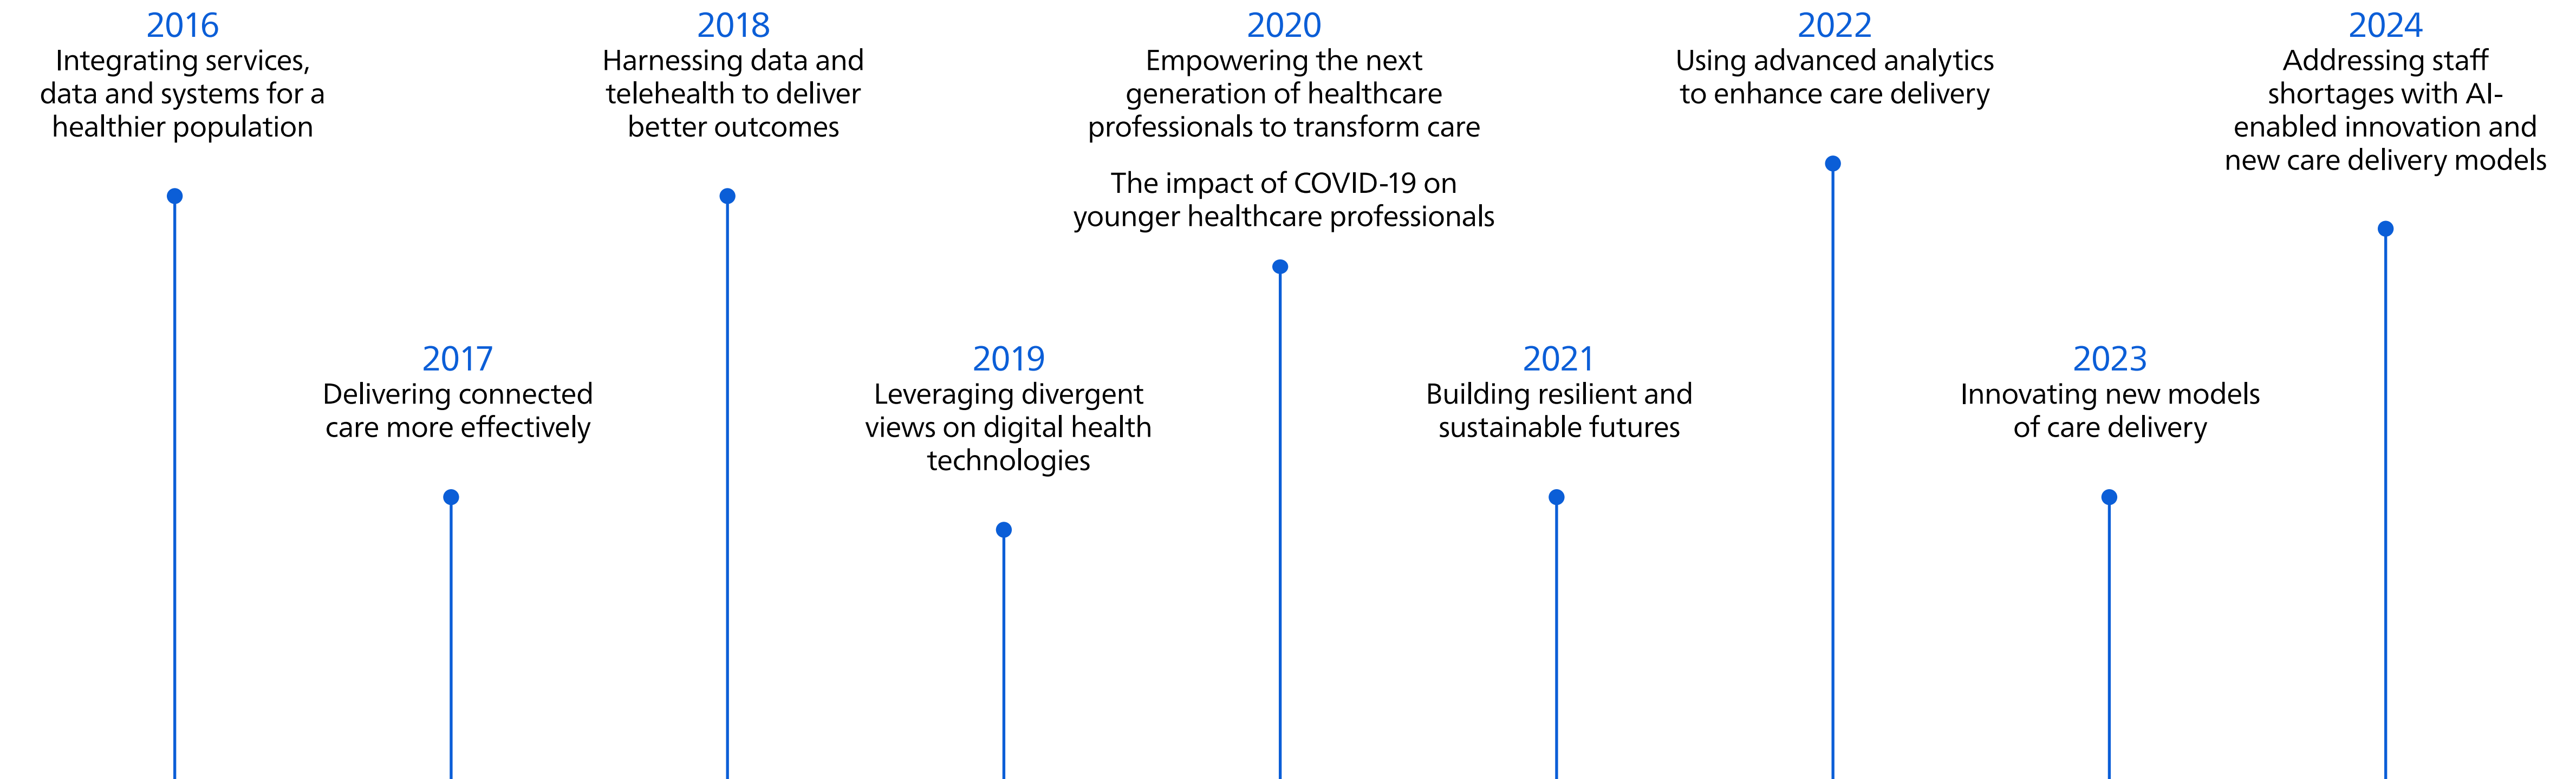 2016
Integrating services,
data and systems for a
healthier population
2017
Delivering connected
care more effectively
2018
Harnessing data and
telehealth to deliver
better outcomes
2019
Leveraging divergent
views on digital health
technologies
2020
Empowering the next
generation of healthcare
professionals to transform care
The impact of COVID-19 on
younger healthcare professionals
2021
Building resilient and
sustainable futures
2022
Using advanced analytics
to enhance care delivery
2023
Innovating new models
of care delivery
2024
Addressing staff
shortages with AI-
enabled innovation and
new care delivery models